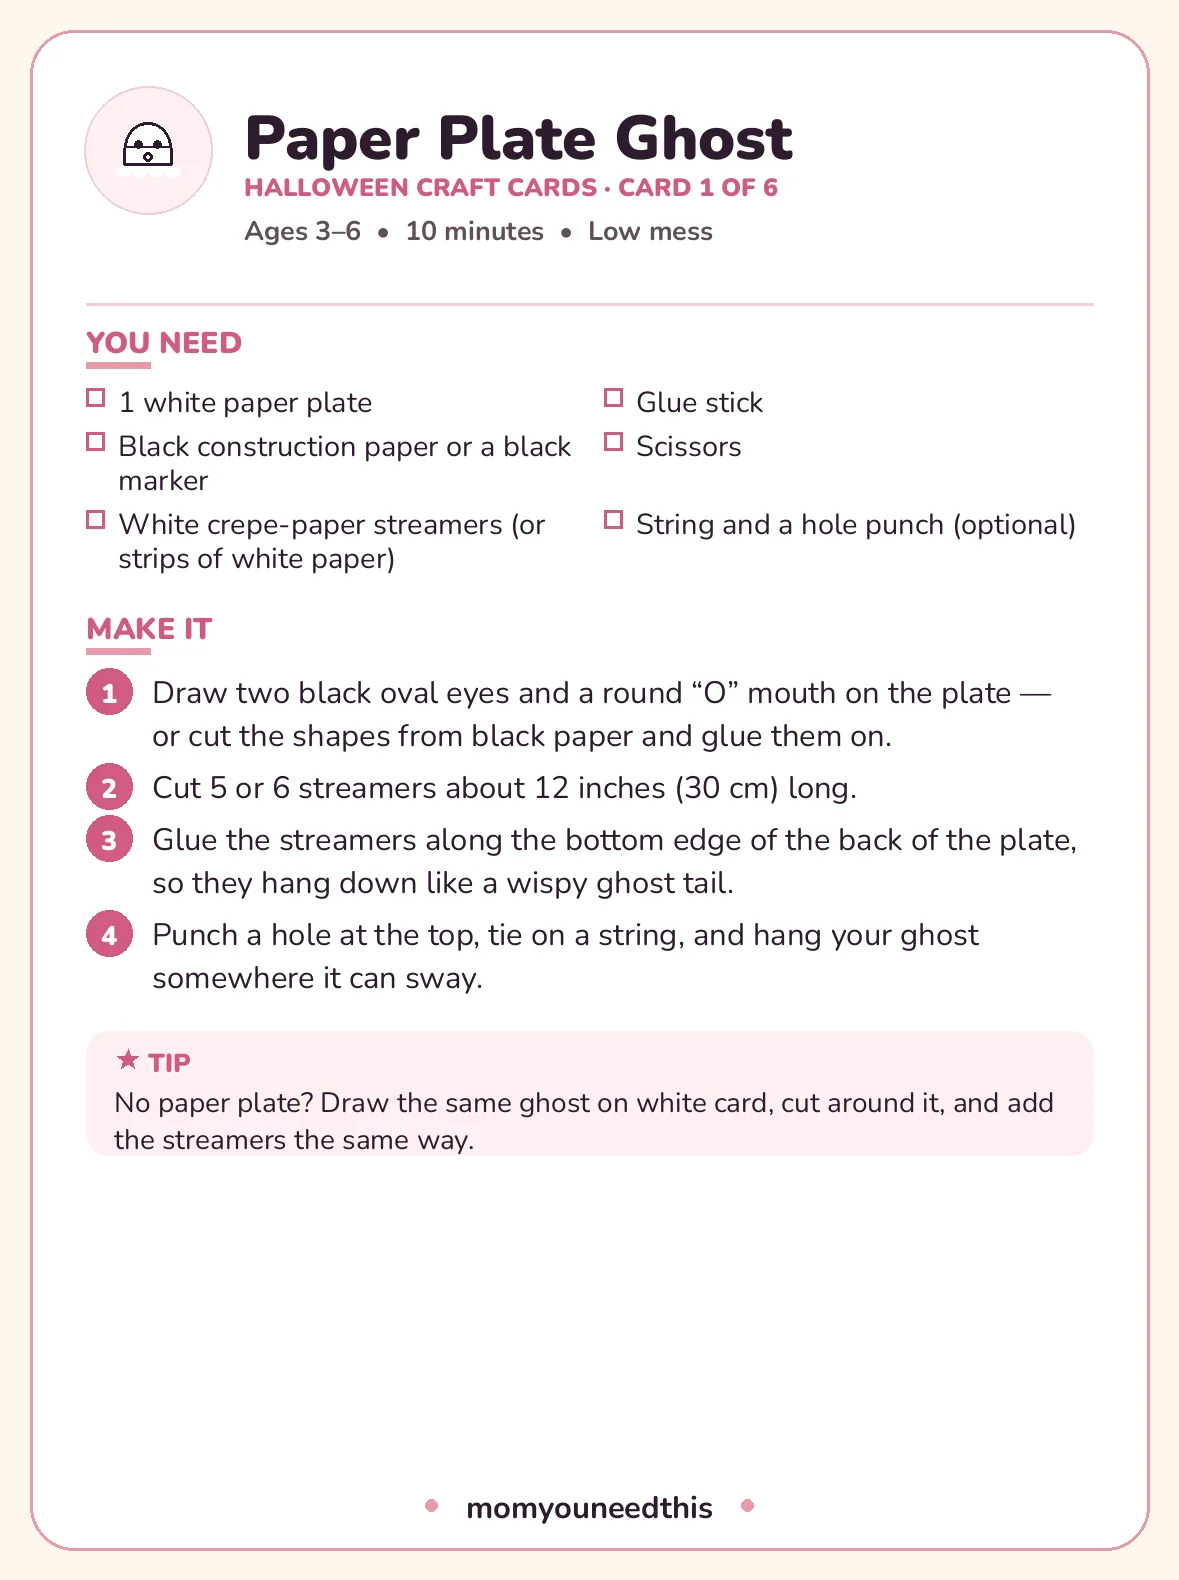 Paper Plate Ghost
HALLOWEEN CRAFT CARDS · CARD 1 OF 6
Ages 3–6 • 10 minutes • Low mess
YOU NEED
1 white paper plate
Glue stick
Black construction paper or a black
marker
Scissors
White crepe-paper streamers (or
strips of white paper)
String and a hole punch (optional)
MAKE IT
1 Draw two black oval eyes and a round “O” mouth on the plate —
or cut the shapes from black paper and glue them on.
2 Cut 5 or 6 streamers about 12 inches (30 cm) long.
3 Glue the streamers along the bottom edge of the back of the plate,
so they hang down like a wispy ghost tail.
4 Punch a hole at the top, tie on a string, and hang your ghost
somewhere it can sway.
★ TIP
No paper plate? Draw the same ghost on white card, cut around it, and add
the streamers the same way.
• momyouneedthis •